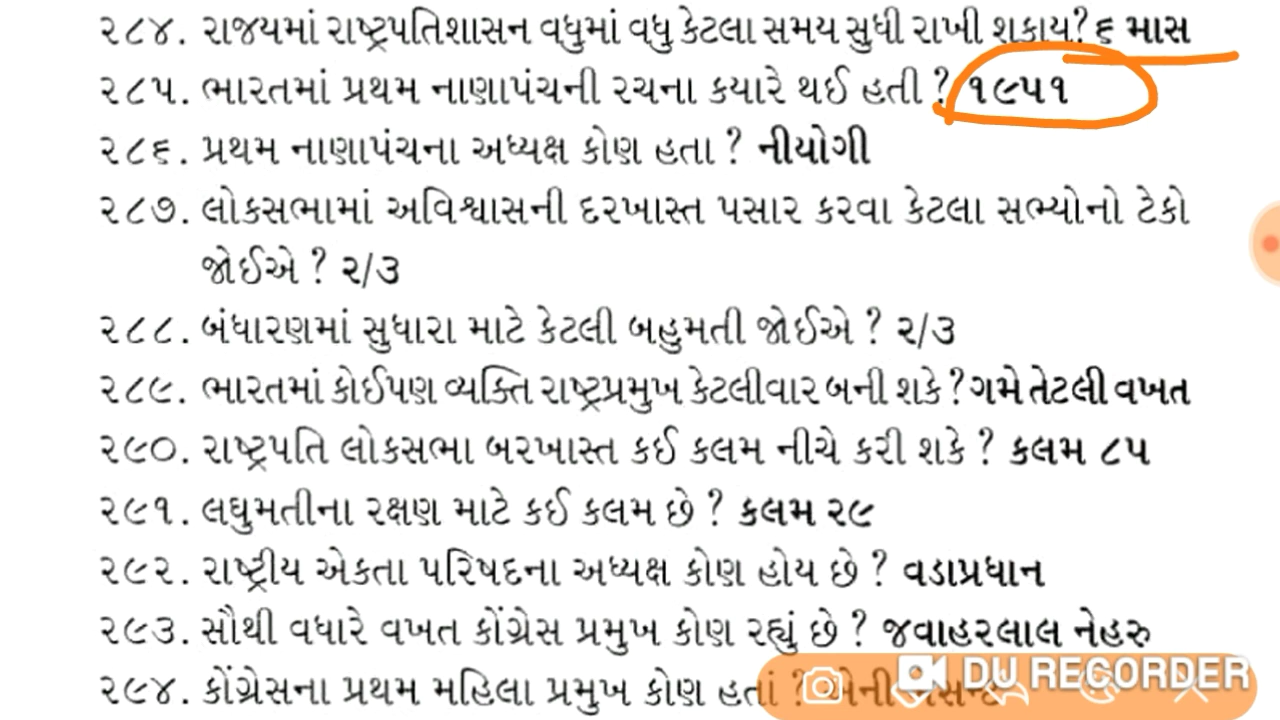 ૨૮૪. રાજયમાં રાષ્ટ્રપતિશાસન વધુમાં વધુ કેટલા સમય સુધી રાખી શકાય? ૬ માસ
૨૮૫. ભારતમાં પ્રથમ નાણાપંચની રચના કયારે થઈ હતી ? ૧૯૫૧
૨૮૬. પ્રથમ નાણાપંચના અધ્યક્ષ કોણ હતા ? નીયોગી
૨૮૭. લોકસભામાં અવિશ્વાસની દરખાસ્ત પસાર કરવા કેટલા સભ્યોનો ટેકો
જોઈએ ? ૨/૩
૨૮૮. બંધારણમાં સુધારા માટે કેટલી બહુમતી જોઈએ ? ૨/૩
૨૮૯. ભારતમાં કોઈપણ વ્યક્તિ રાષ્ટ્રપ્રમુખ કેટલીવાર બની શકે ? ગમે તેટલી વખત
૨૯૦. રાષ્ટ્રપતિ લોકસભા બરખાસ્ત કઈ કલમ નીચે કરી શકે ? કલમ ૮૫
૨૯૧. લઘુમતીના રક્ષણ માટે કઈ કલમ છે ? કલમ ૨૯
૨૯૨. રાષ્ટ્રીય એકતા પરિષદના અધ્યક્ષ કોણ હોય છે ? વડાપ્રધાન
૨૯૩. સૌથી વધારે વખત કોંગ્રેસ પ્રમુખ કોણ રહ્યું છે ? જવાહરલાલ નેહરુ
૨૯૪. કોંગ્રેસના પ્રથમ મહિલા પ્રમુખ કોણ હતાં ?
DU RECORDER